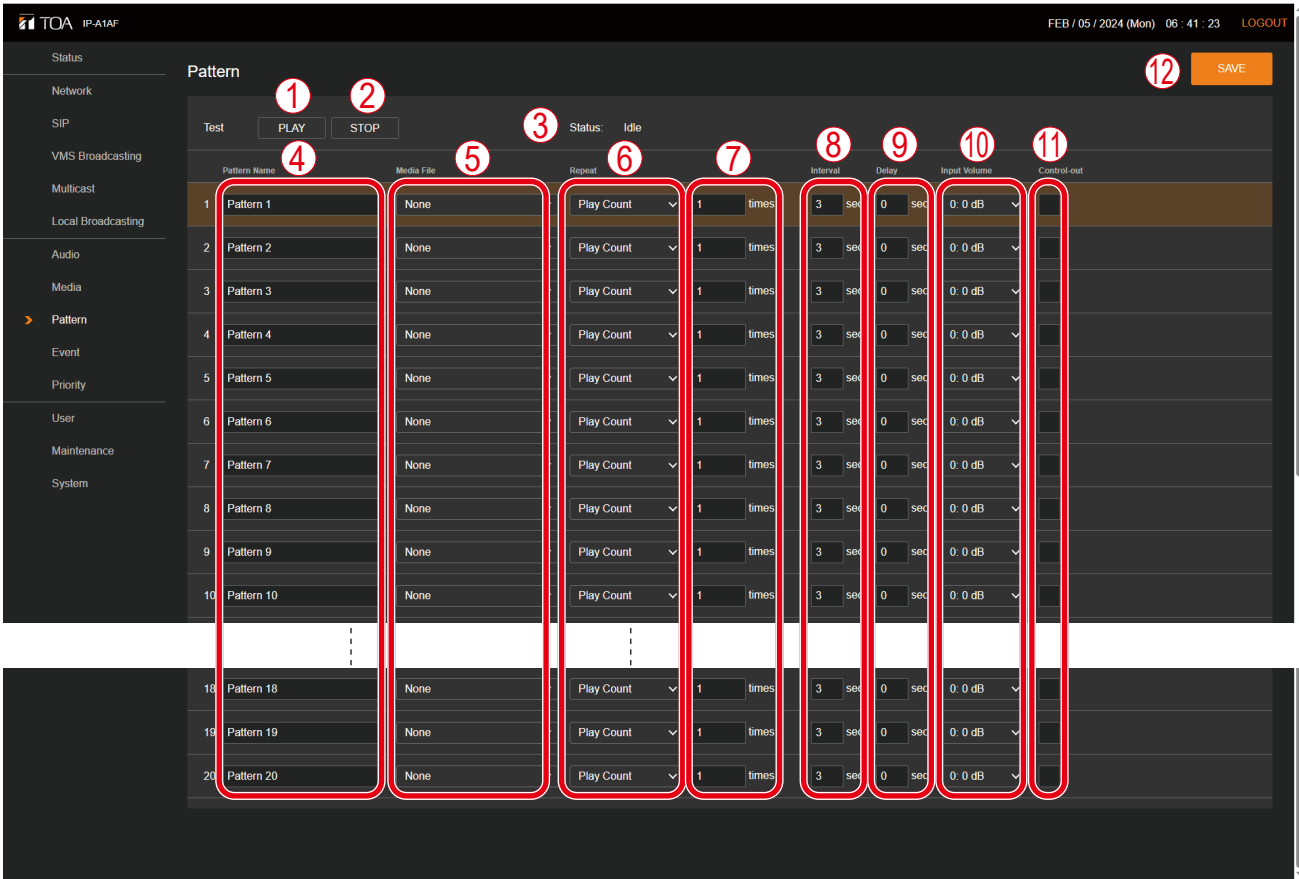 TOA IP-A1AF FEB / 05 / 2024 (Mon) 06 : 41 : 23 LOGOUT
Status
Network
SIP
VMS Broadcasting
Multicast
Local Broadcasting
Audio
Media
Pattern
Event
Priority
User
Maintenance
System
Pattern 12 SAVE
1 2
Test PLAY STOP 3 Status: Idle
4 5 6 7 8 9 10 11
Pattern Name Media File Repeat Interval Delay Input Volume Control-out
1 Pattern 1 None Play Count 1 times 3 sec 0 sec 0: 0 dB
2 Pattern 2 None Play Count 1 times 3 sec 0 sec 0: 0 dB
3 Pattern 3 None Play Count 1 times 3 sec 0 sec 0: 0 dB
4 Pattern 4 None Play Count 1 times 3 sec 0 sec 0: 0 dB
5 Pattern 5 None Play Count 1 times 3 sec 0 sec 0: 0 dB
6 Pattern 6 None Play Count 1 times 3 sec 0 sec 0: 0 dB
7 Pattern 7 None Play Count 1 times 3 sec 0 sec 0: 0 dB
8 Pattern 8 None Play Count 1 times 3 sec 0 sec 0: 0 dB
9 Pattern 9 None Play Count 1 times 3 sec 0 sec 0: 0 dB
10 Pattern 10 None Play Count 1 times 3 sec 0 sec 0: 0 dB
18 Pattern 18 None Play Count 1 times 3 sec 0 sec 0: 0 dB
19 Pattern 19 None Play Count 1 times 3 sec 0 sec 0: 0 dB
20 Pattern 20 None Play Count 1 times 3 sec 0 sec 0: 0 dB